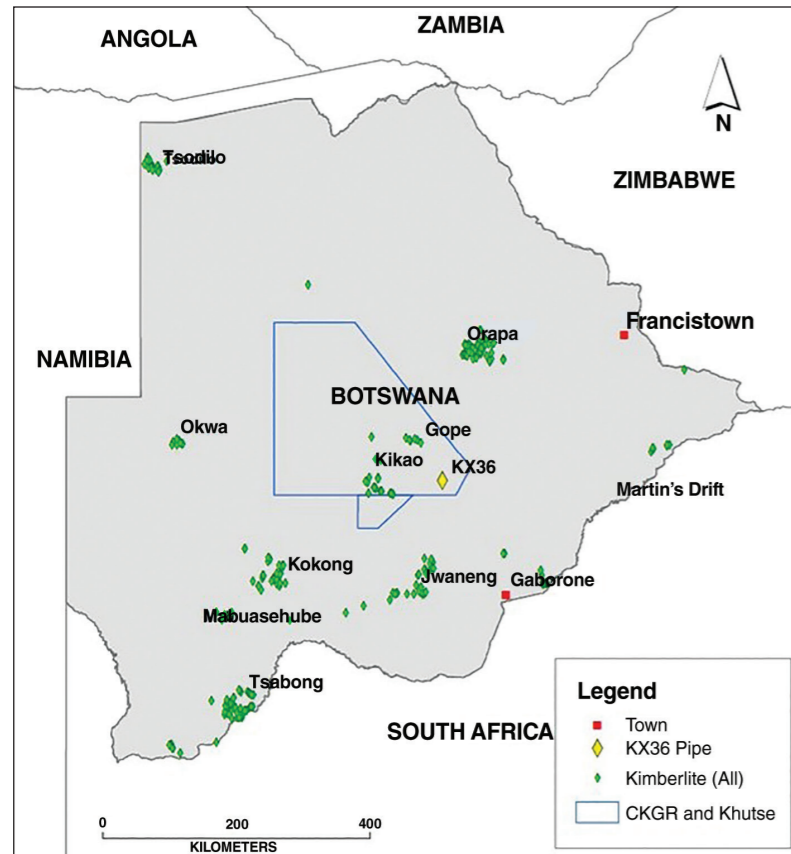 ANGOLA
ZAMBIA
N
Tsodilo
ZIMBABWE
Francistown
Orapa
NAMIBIA
BOTSWANA
Okwa
Gope
Kikao
KX36
Martin's Drift
Kokong
Jwaneng
Gaborone
Mabuasehube
Tsabong
SOUTH AFRICA
Legend
Town
KX36 Pipe
Kimberlite (All)
CKGR and Khutse
0 200 400
KILOMETERS